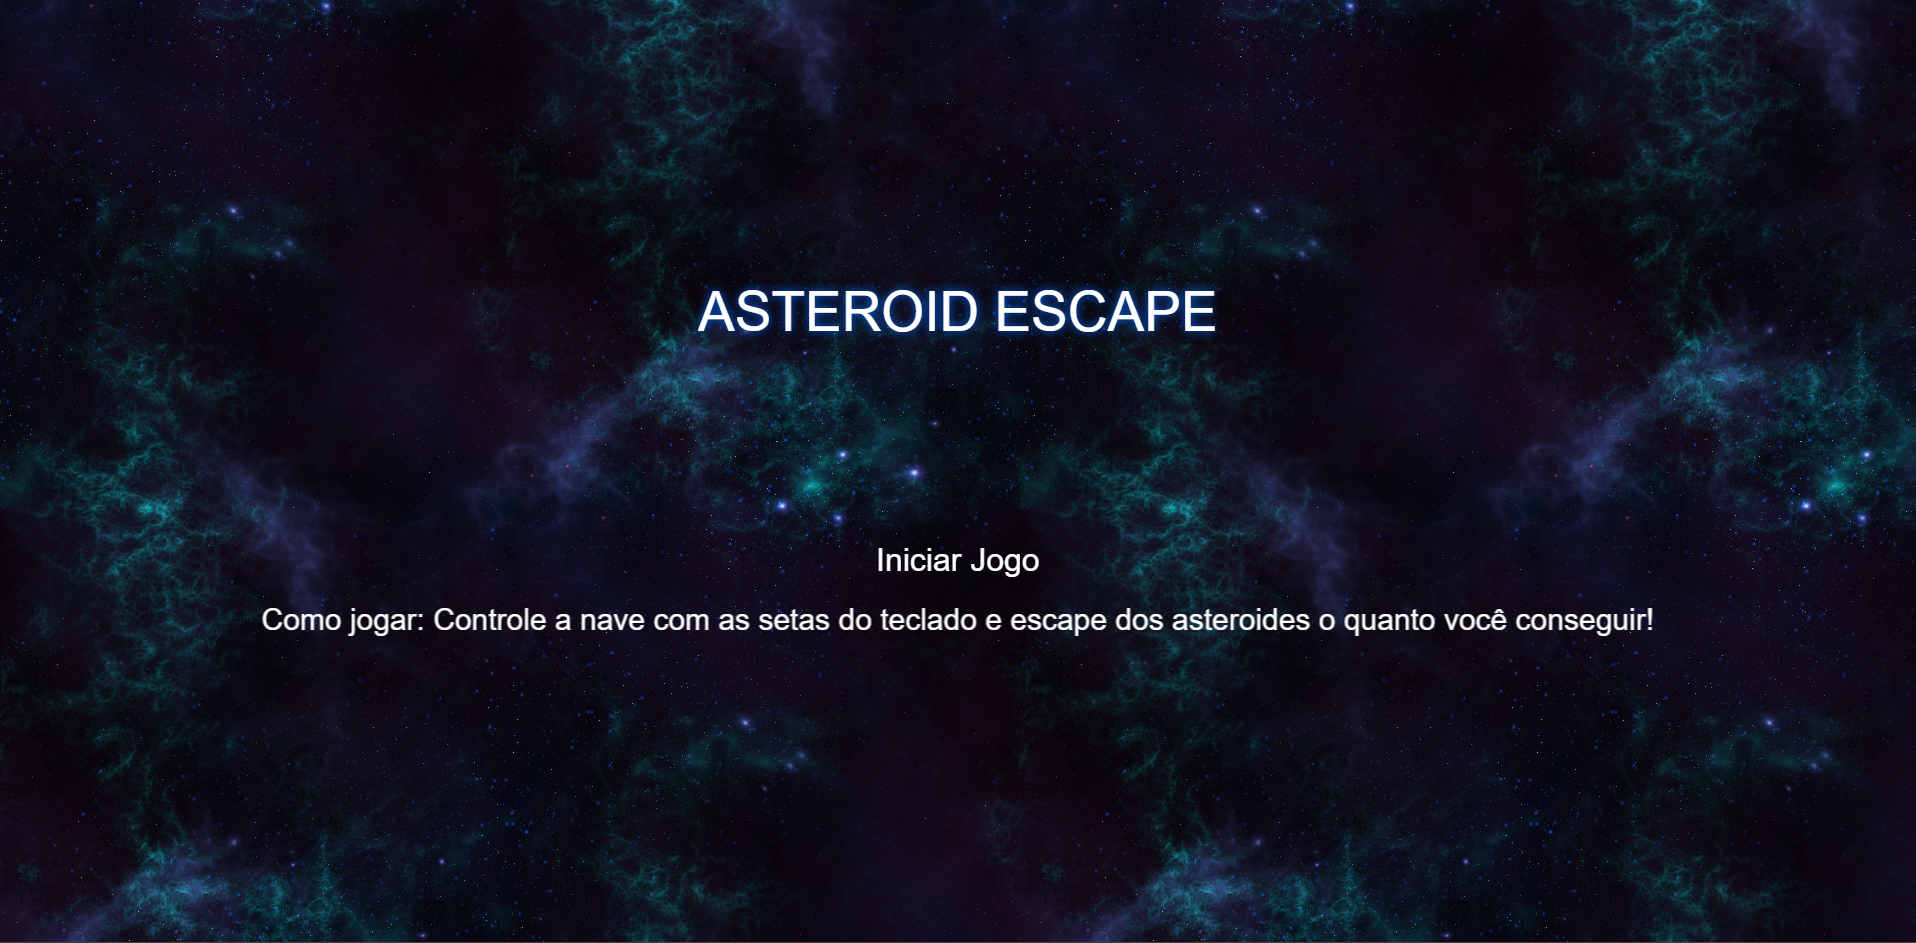 ASTEROID ESCAPE
Iniciar Jogo
Como jogar: Controle a nave com as setas do teclado e escape dos asteroides o quanto você conseguir!